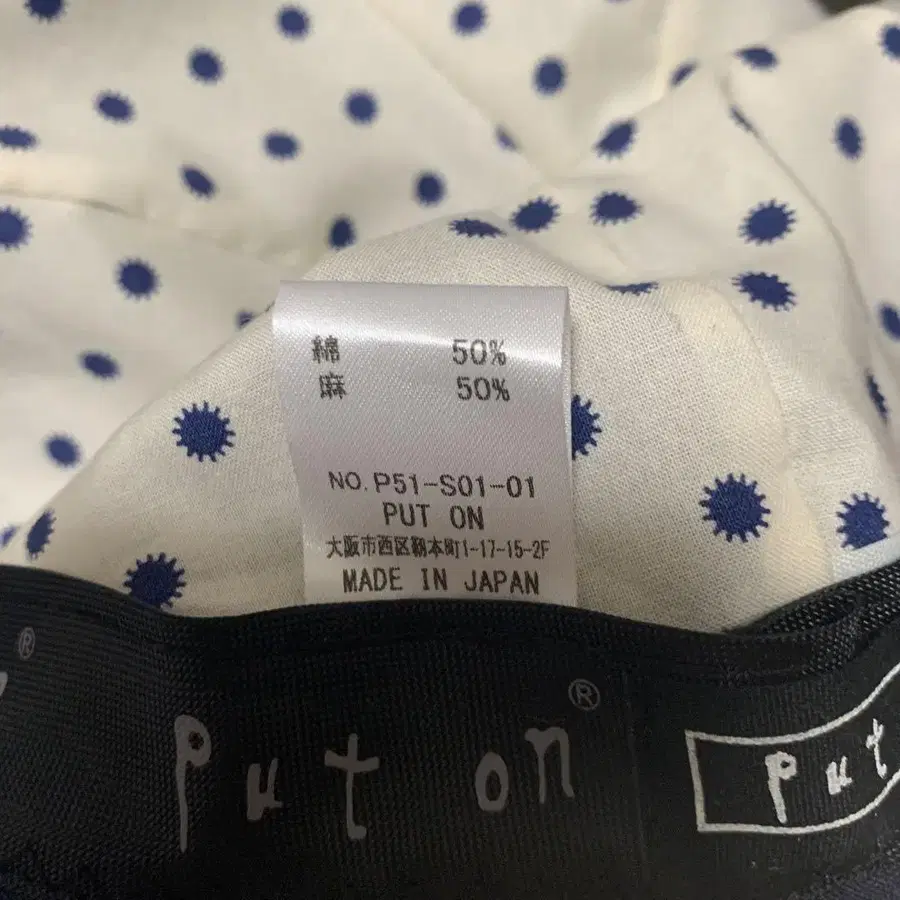 綿 50%
麻 50%
NO. P51-S01-01
PUT ON
大阪市西区靭本町1-17-15-2F
MADE IN JAPAN
®
Put on®
Put